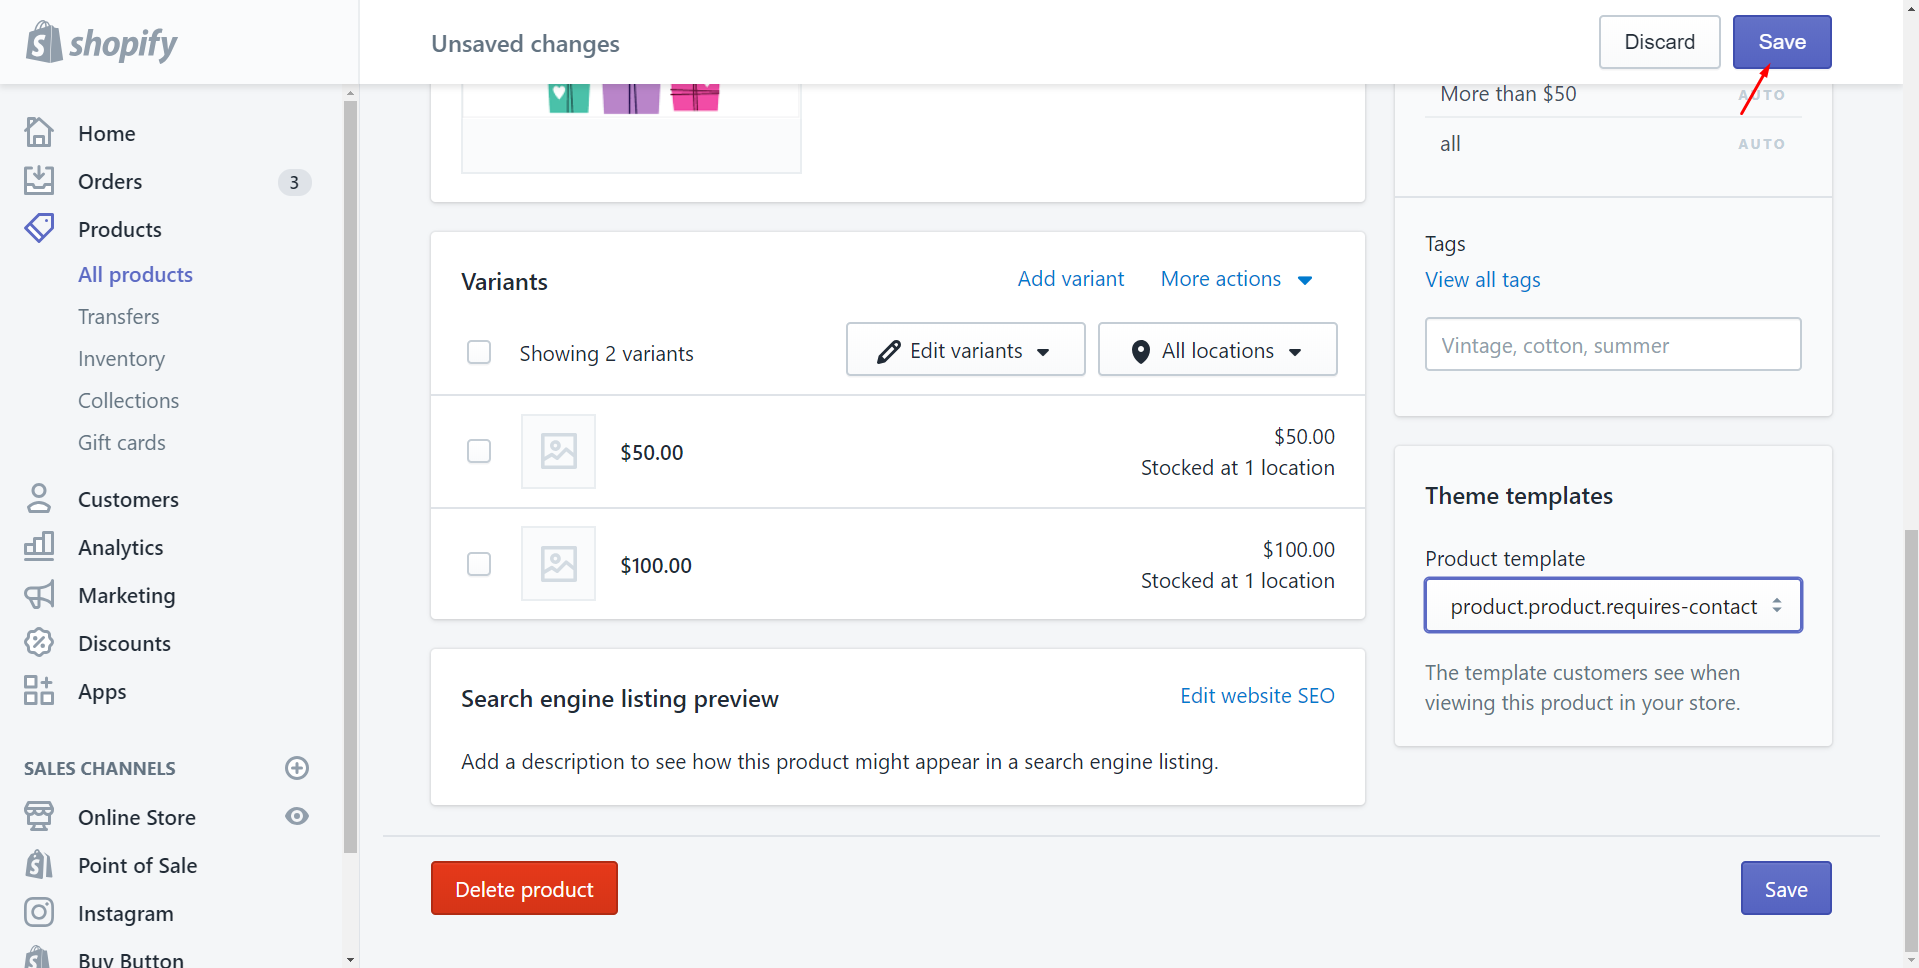 shopify
Unsaved changes
Discard
Save
Home
Orders
3
Products
All products
Transfers
Inventory
Collections
Gift cards
Customers
Analytics
Marketing
Discounts
Apps
SALES CHANNELS
Online Store
Point of Sale
Instagram
Buy Button
Variants
Add variant
More actions
Showing 2 variants
Edit variants
All locations
$50.00
$50.00
Stocked at 1 location
$100.00
$100.00
Stocked at 1 location
Search engine listing preview
Edit website SEO
Add a description to see how this product might appear in a search engine listing.
Delete product
More than $50
AUTO
all
AUTO
Tags
View all tags
Vintage, cotton, summer
Theme templates
Product template
product.product.requires-contact
The template customers see when
viewing this product in your store.
Save